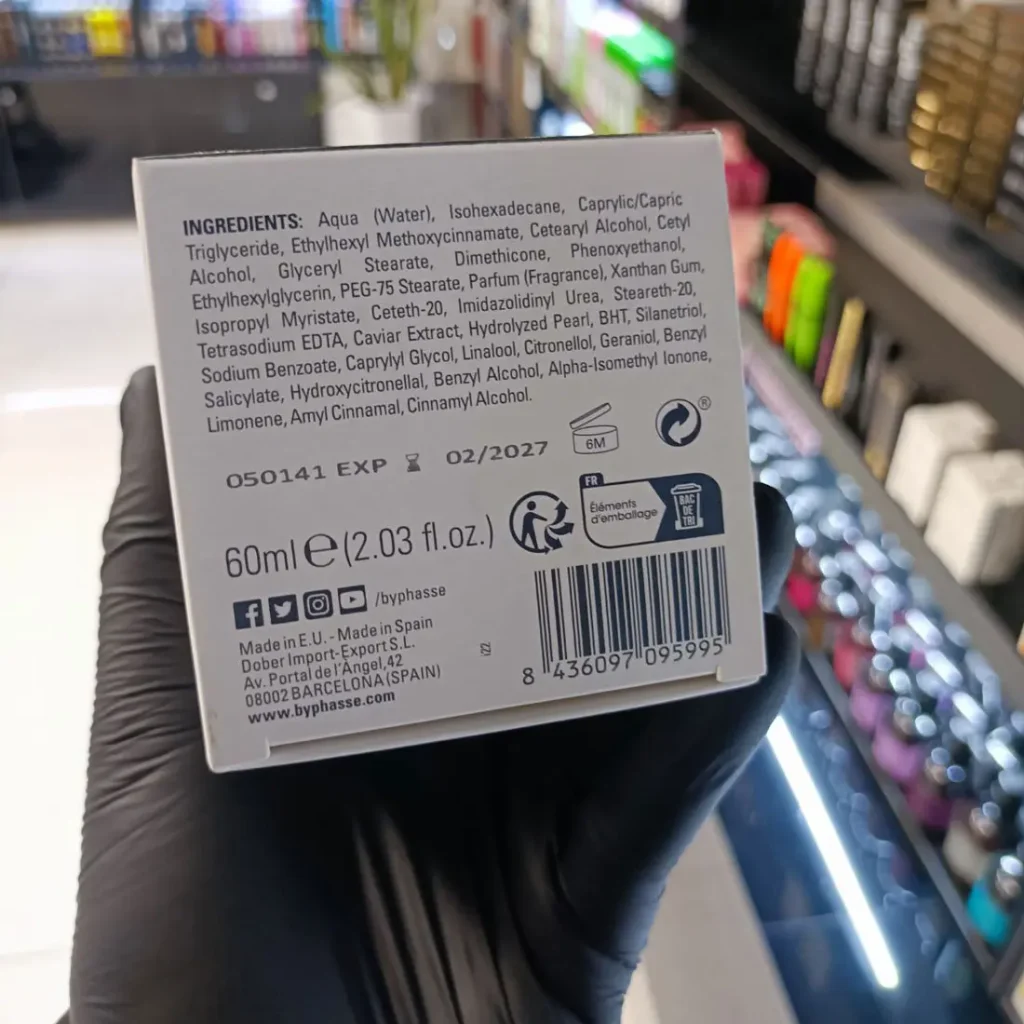 INGREDIENTS: Aqua (Water), Isohexadecane, Caprylic/Capric
Triglyceride, Ethylhexyl Methoxycinnamate, Cetearyl Alcohol, Cetyl
Alcohol, Glyceryl Stearate, Dimethicone, Phenoxyethanol,
Ethylhexylglycerin, PEG-75 Stearate, Parfum (Fragrance), Xanthan Gum,
Isopropyl Myristate, Ceteth-20, Imidazolidinyl Urea, Steareth-20,
Tetrasodium EDTA, Caviar Extract, Hydrolyzed Pearl, BHT, Silanetriol,
Sodium Benzoate, Caprylyl Glycol, Linalool, Citronellol, Geraniol, Benzyl
Salicylate, Hydroxycitronellal, Benzyl Alcohol, Alpha-Isomethyl Ionone,
Limonene, Amyl Cinnamal, Cinnamyl Alcohol.
050141 EXP 02/2027
6M
®
60ml e (2.03 fl.oz.)
FR
Éléments
d'emballage
BAC
DE
TRI
/byphasse
Made in E.U. - Made in Spain
Dober Import-Export S.L.
Av. Portal de l'Àngel,42
08002 BARCELONA (SPAIN)
www.byphasse.com
8 436097 095995